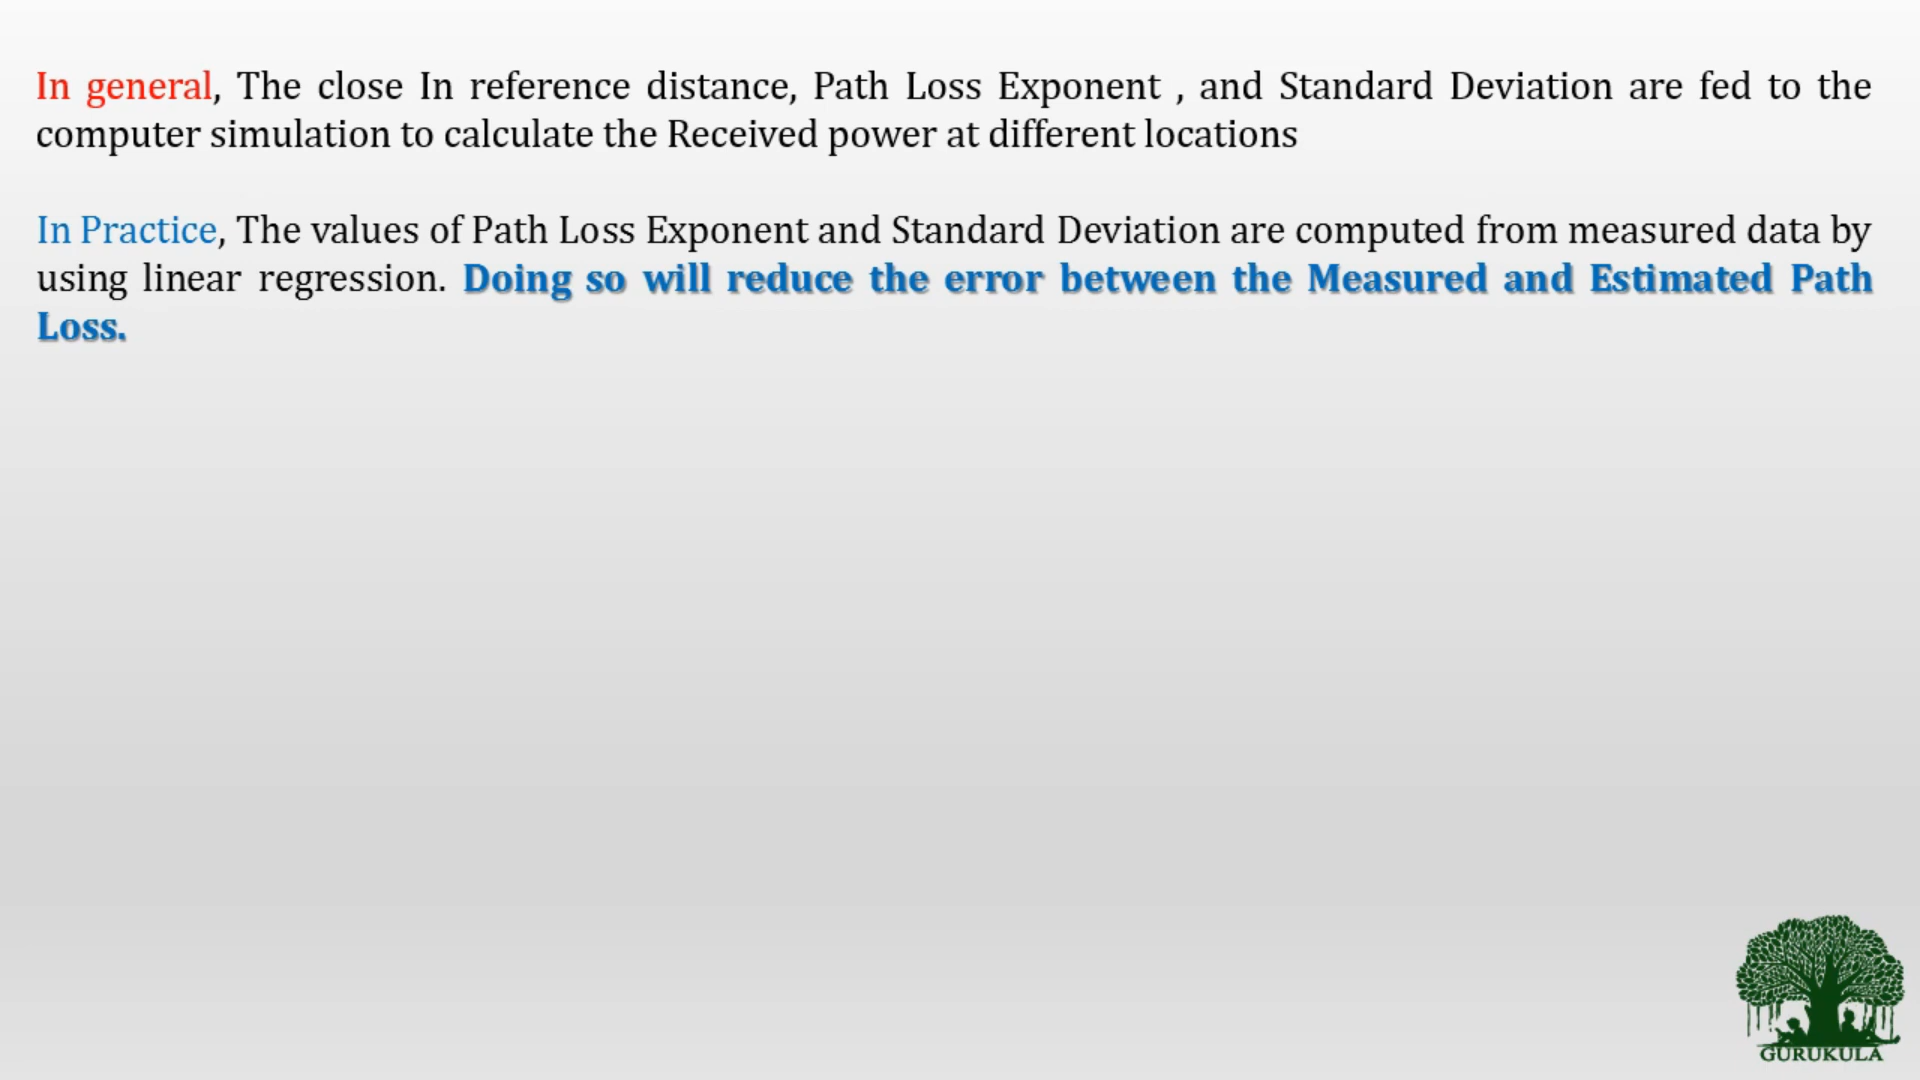 In general, The close In reference distance, Path Loss Exponent , and Standard Deviation are fed to the
computer simulation to calculate the Received power at different locations
In Practice, The values of Path Loss Exponent and Standard Deviation are computed from measured data by
using linear regression. Doing so will reduce the error between the Measured and Estimated Path
Loss.
GURUKULA